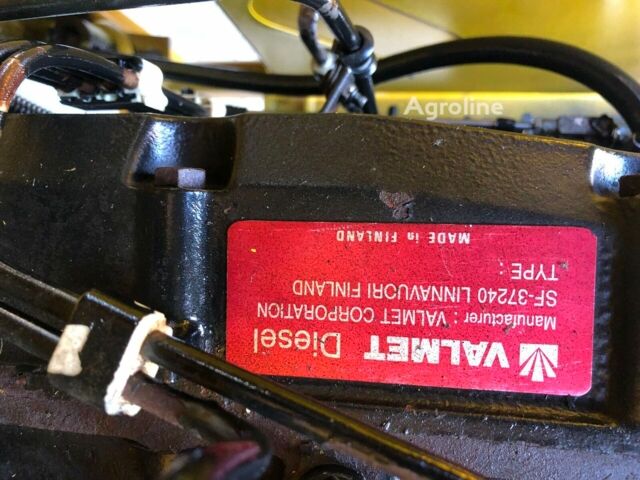 Agroline
VALMET Diesel
Manufacturer : VALMET CORPORATION
SF-37240 LINNAVUORI FINLAND
TYPE :
MADE in FINLAND